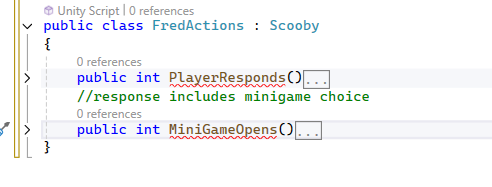 Unity Script | 0 references
public class FredActions : Scooby
{
0 references
public int PlayerResponds()...
//response includes minigame choice
0 references
public int MiniGameOpens()...
}